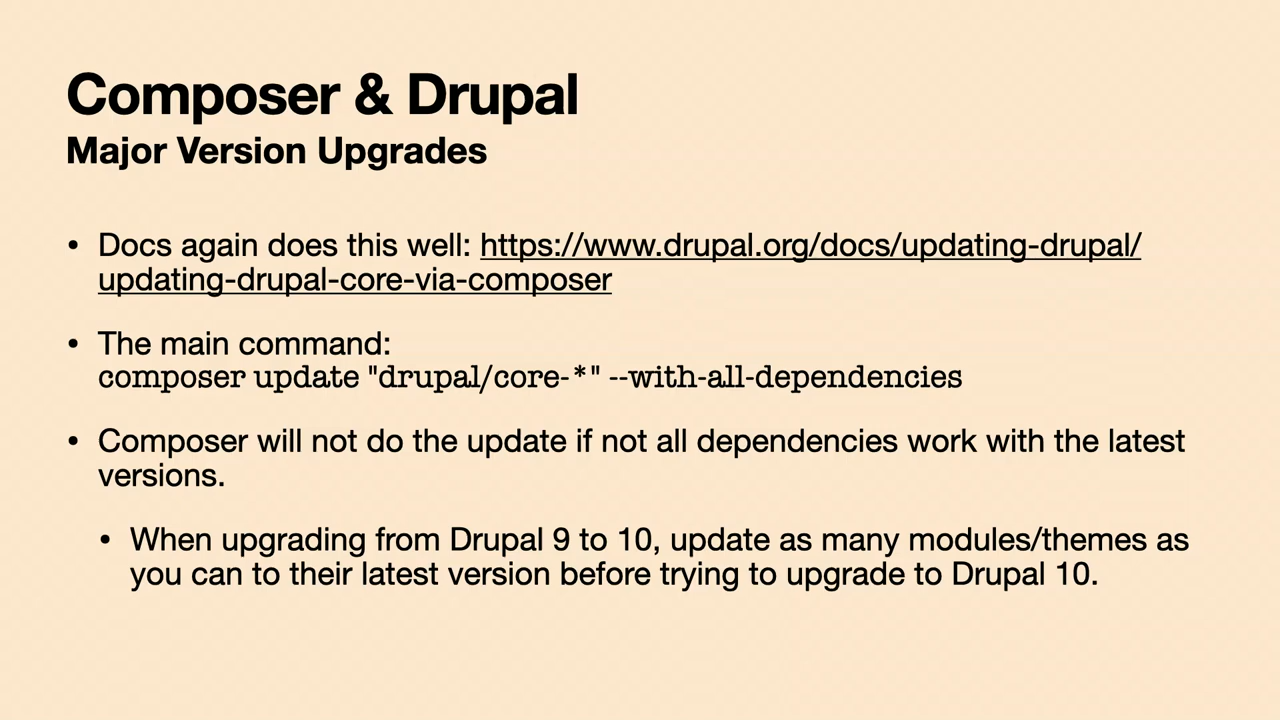 Composer & Drupal
Major Version Upgrades
• Docs again does this well: https://www.drupal.org/docs/updating-drupal/
updating-drupal-core-via-composer
• The main command:
composer update "drupal/core-*" --with-all-dependencies
• Composer will not do the update if not all dependencies work with the latest
versions.
• When upgrading from Drupal 9 to 10, update as many modules/themes as
you can to their latest version before trying to upgrade to Drupal 10.